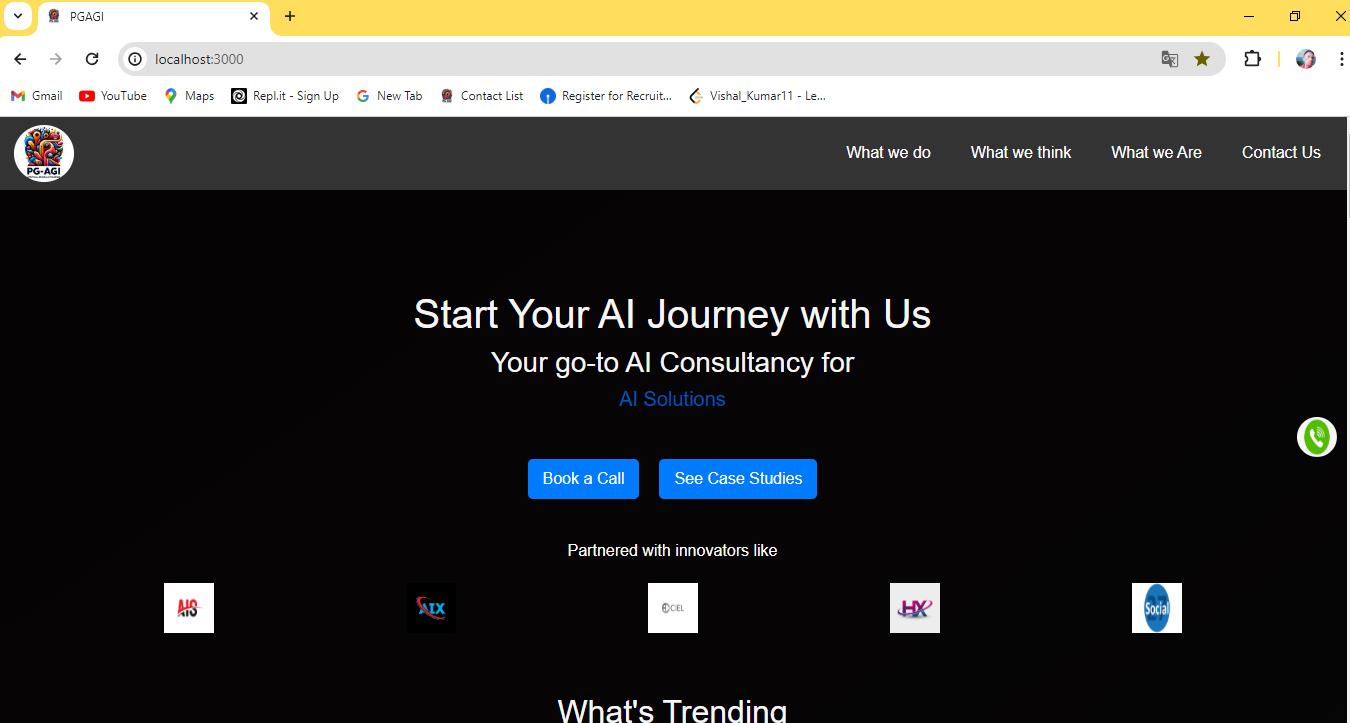 PGAGI
localhost:3000
Gmail YouTube Maps Repl.it - Sign Up New Tab Contact List Register for Recruit... Vishal_Kumar11 - Le...
PG-AGI
What we do What we think What we Are Contact Us
Start Your AI Journey with Us
Your go-to AI Consultancy for
AI Solutions
Book a Call See Case Studies
Partnered with innovators like
AIS AIX CIEL HX Social 27
What's Trending